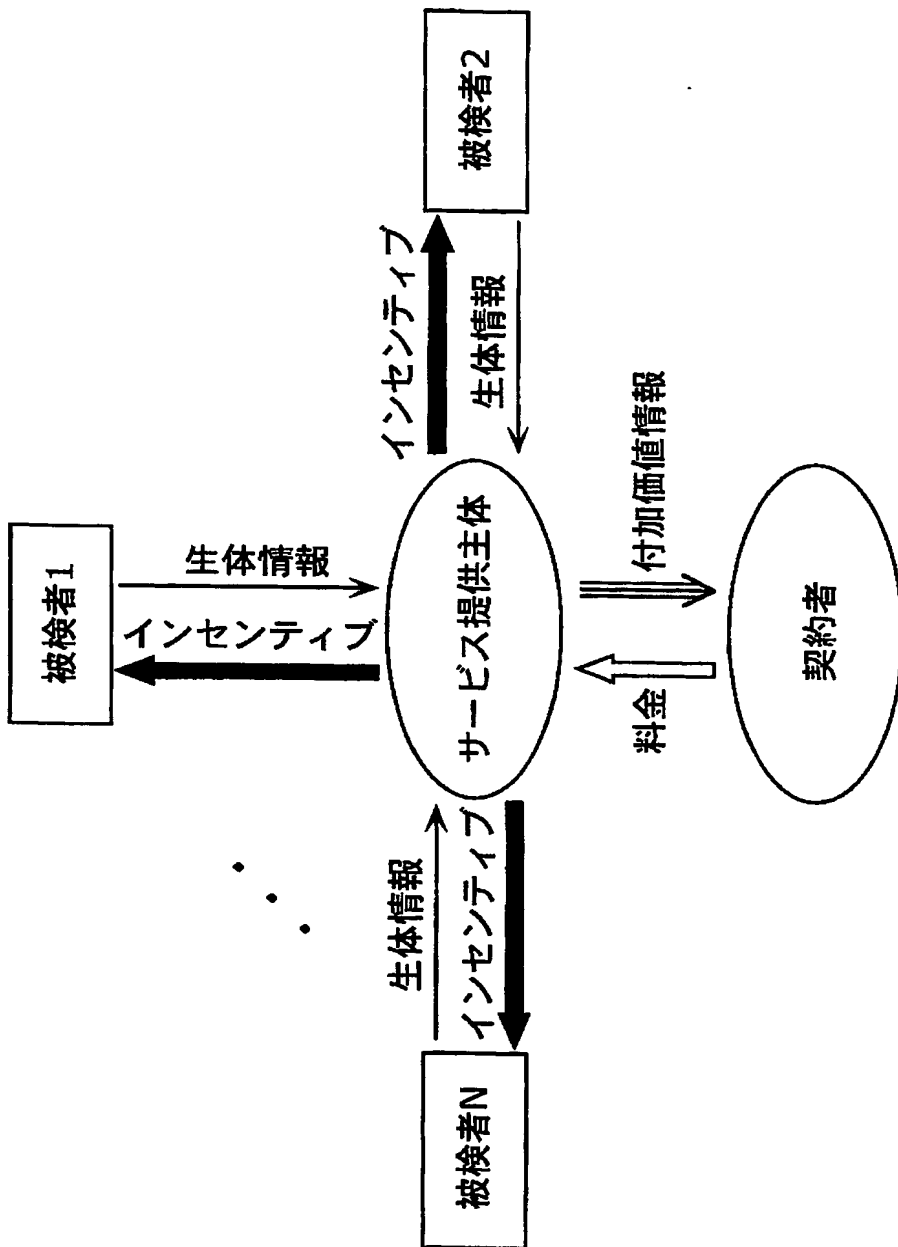 被検者1
生体情報
インセンティブ
被検者2
インセンティブ
生体情報
サービス提供主体
生体情報
インセンティブ
被検者N
付加価値情報
料金
契約者